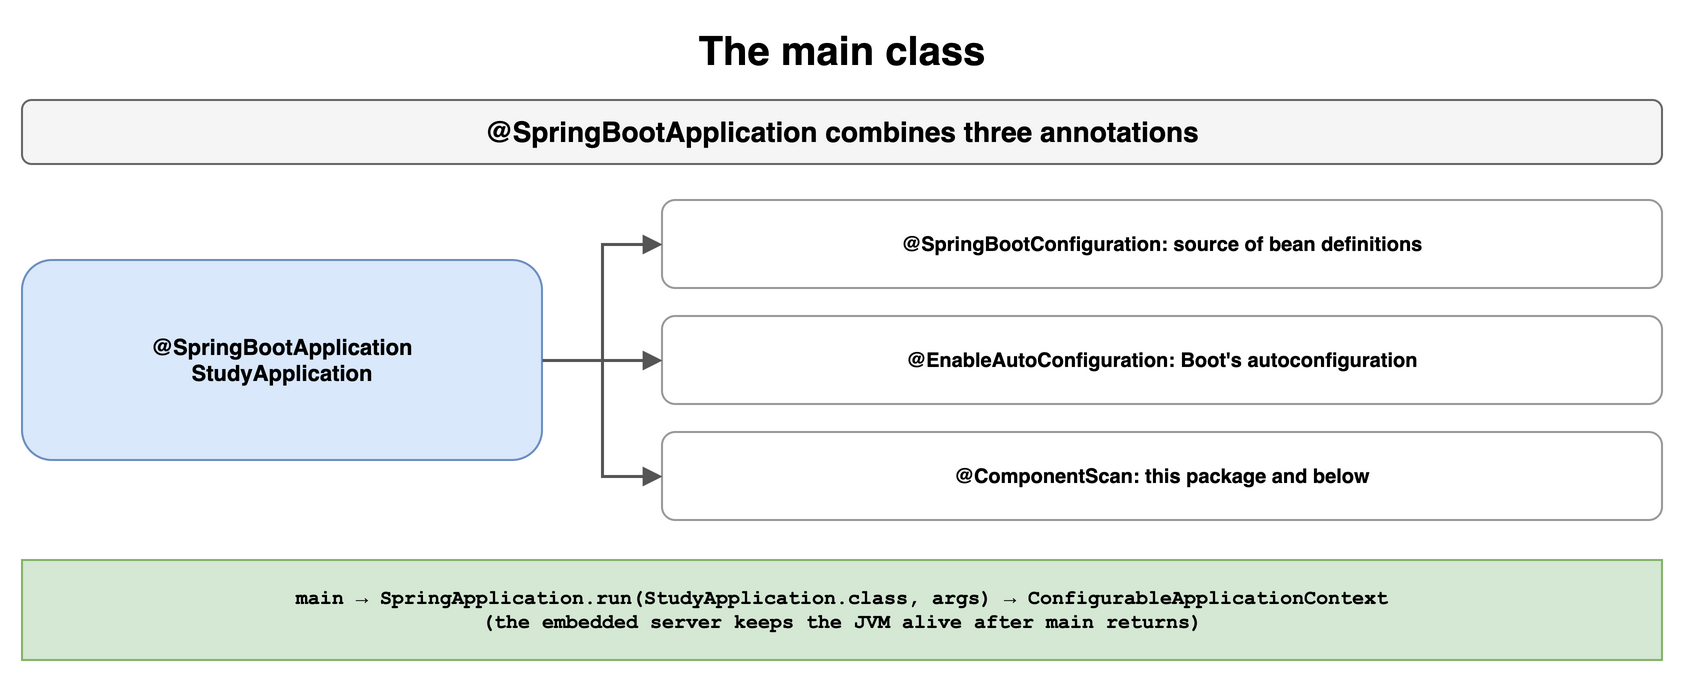 The main class
@SpringBootApplication combines three annotations
@SpringBootConfiguration: source of bean definitions
@SpringBootApplication
StudyApplication
@EnableAutoConfiguration: Boot's autoconfiguration
@ComponentScan: this package and below
main → SpringApplication.run(StudyApplication.class, args) → ConfigurableApplicationContext
(the embedded server keeps the JVM alive after main returns)